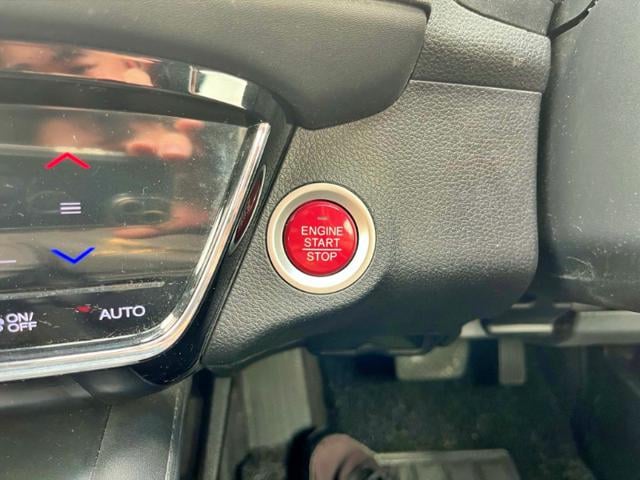 ENGINE
START
STOP
ON/
OFF
AUTO